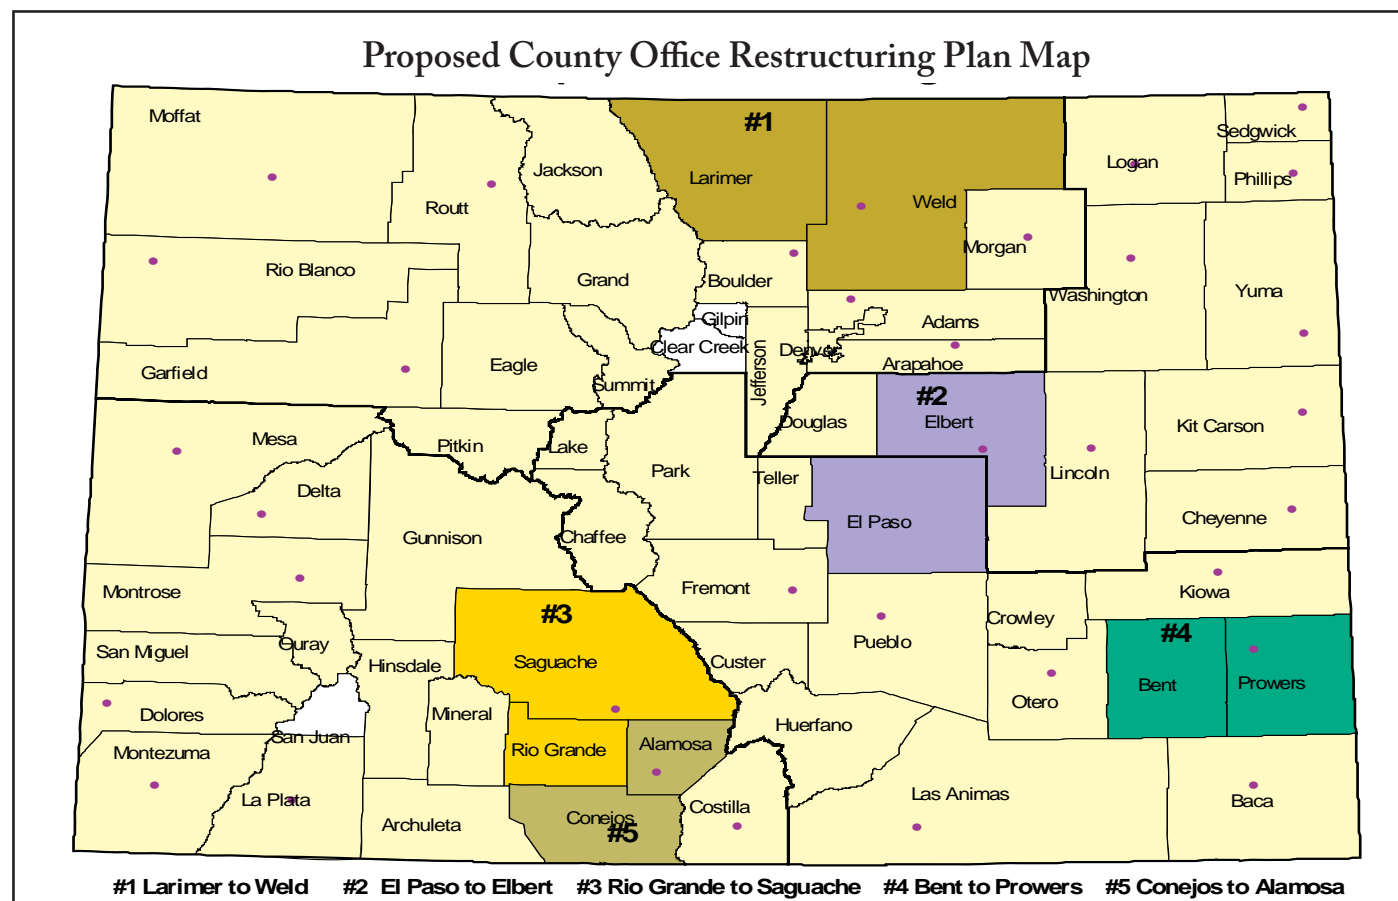 Proposed County Office Restructuring Plan Map
Moffat
Sedgwick
#1
Logan
Jackson
Larimer
Phillips
Routt
Weld
Morgan
Rio Blanco
Grand
Boulder
Washington
Yuma
Gilpin
Adams
Clear Creek
Denver
Jefferson
Arapahoe
Garfield
Eagle
Summit
#2
Douglas
Elbert
Kit Carson
Mesa
Pitkin
Lake
Park
Teller
Lincoln
Delta
Gunnison
Chaffee
El Paso
Cheyenne
Montrose
Fremont
Kiowa
#3
Crowley
#4
Ouray
San Miguel
Hinsdale
Saguache
Custer
Pueblo
Bent
Prowers
Dolores
Mineral
Otero
San Juan
Huerfano
Montezuma
Rio Grande
Alamosa
La Plata
Archuleta
Conejos
#5
Costilla
Las Animas
Baca
#1 Larimer to Weld #2 El Paso to Elbert #3 Rio Grande to Saguache #4 Bent to Prowers #5 Conejos to Alamosa